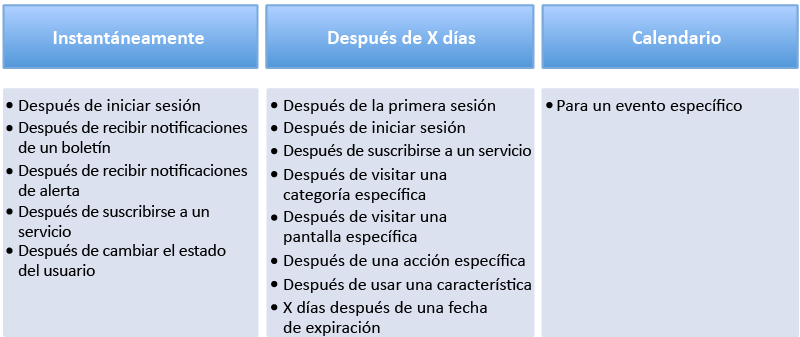 Instantáneamente
• Después de iniciar sesión
• Después de recibir notificaciones
de un boletín
• Después de recibir notificaciones
de alerta
• Después de suscribirse a un
servicio
• Después de cambiar el estado
del usuario
Después de X días
• Después de la primera sesión
• Después de iniciar sesión
• Después de suscribirse a un servicio
• Después de visitar una
categoría específica
• Después de visitar una
pantalla específica
• Después de una acción específica
• Después de usar una característica
• X días después de una fecha
de expiración
Calendario
• Para un evento específico